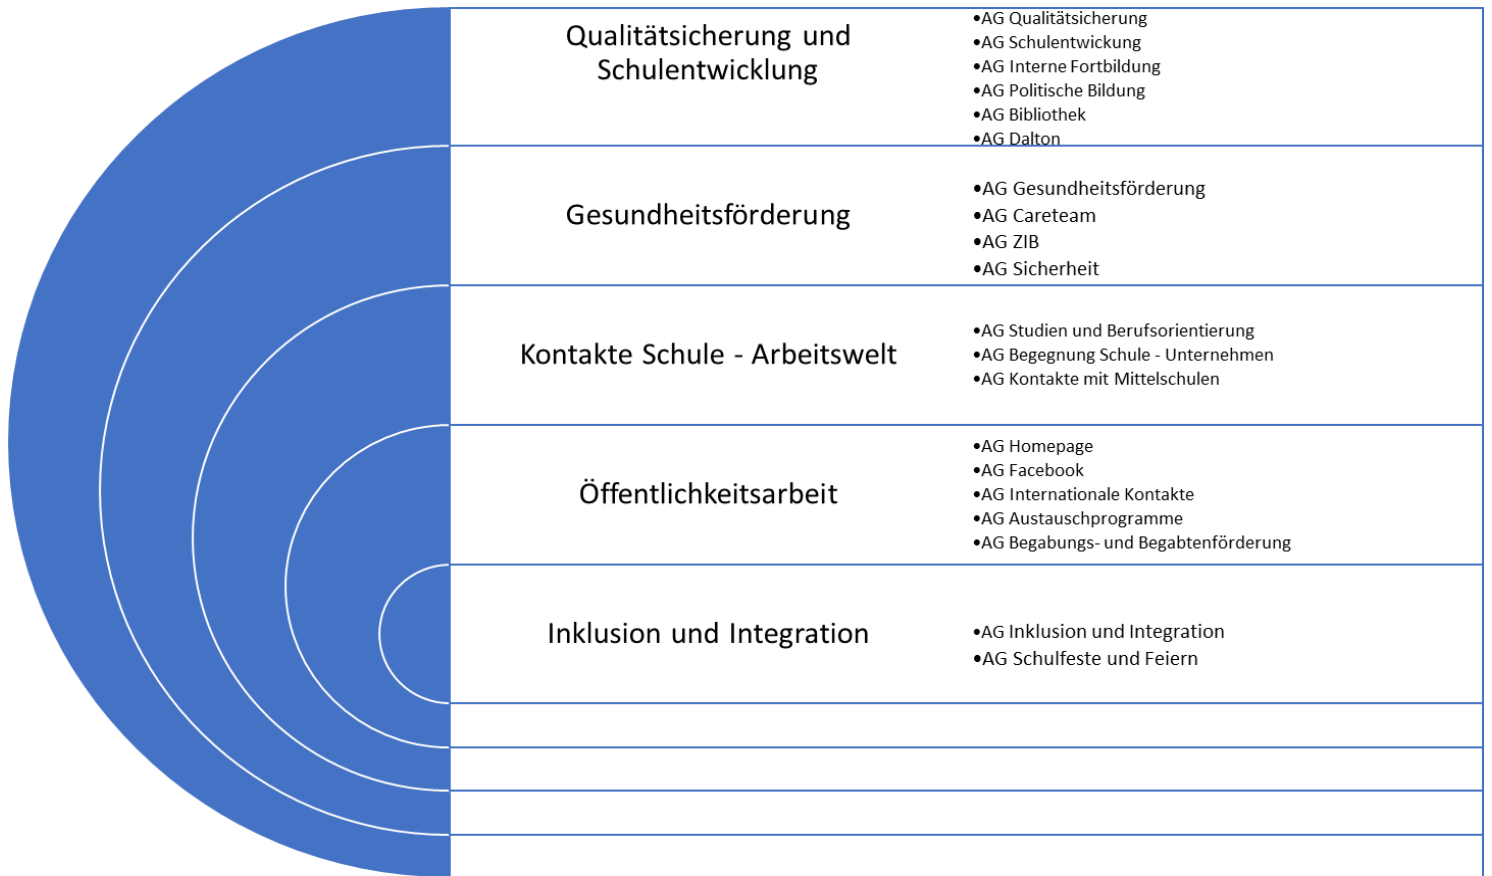 Qualitätsicherung und
Schulentwicklung
•AG Qualitätsicherung
•AG Schulentwickung
•AG Interne Fortbildung
•AG Politische Bildung
•AG Bibliothek
•AG Dalton
Gesundheitsförderung
•AG Gesundheitsförderung
•AG Careteam
•AG ZIB
•AG Sicherheit
Kontakte Schule - Arbeitswelt
•AG Studien und Berufsorientierung
•AG Begegnung Schule - Unternehmen
•AG Kontakte mit Mittelschulen
Öffentlichkeitsarbeit
•AG Homepage
•AG Facebook
•AG Internationale Kontakte
•AG Austauschprogramme
•AG Begabungs- und Begabtenförderung
Inklusion und Integration
•AG Inklusion und Integration
•AG Schulfeste und Feiern